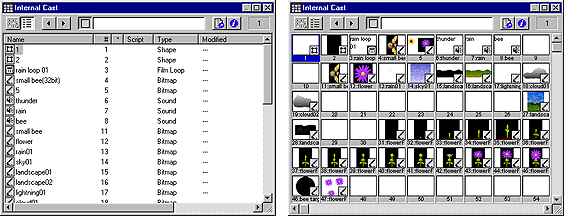 Internal Cast
1
Name # * Script Type Modified
1 1 Shape ---
2 2 Shape ---
rain loop 01 3 Film Loop ---
small bee(32bit) 4 Bitmap ---
5 5 Bitmap ---
thunder 6 Sound ---
rain 7 Sound ---
bee 8 Sound ---
small bee 11 Bitmap ---
flower 12 Bitmap ---
rain01 13 Bitmap ---
sky01 14 Bitmap ---
landscape01 15 Bitmap ---
landscape02 16 Bitmap ---
lightning01 17 Bitmap ---
cloud01 18 Bitmap ---
Internal Cast
1
rain loop 01 thunder rain bee
1 2 3:rain loop 4:small b 5 6:thunder 7:rain 8:bee 9
10 11:small be 12:flower 13:rain01 14:sky01 15:landsca 16:landsca 17:lightning
19:cloud02 20 21 22 23 24 25 26 27:landsca
28:landsca 29 30 31:flowerF 32:flowerF 33:flowerF 34:flowerF 35:flowerF 36:flowerF
37:flowerF 38:flowerF 39:flowerF 40:flowerF 41:flowerF 42:flowerF 43:flowerF 44:flowerF 45:flowerF
46:bee tar 47:flowerF 48 49 50 51 52 53 54